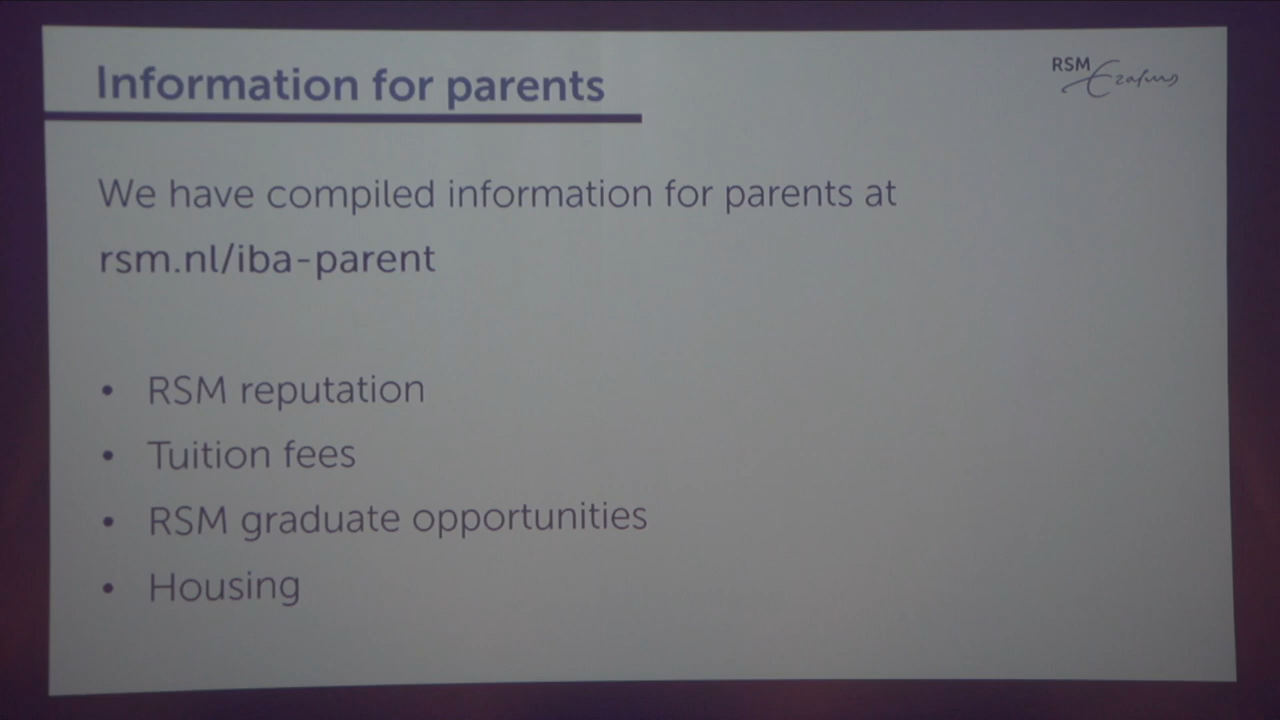 Information for parents
RSM
Erasmus
We have compiled information for parents at
rsm.nl/iba-parent
• RSM reputation
• Tuition fees
• RSM graduate opportunities
• Housing